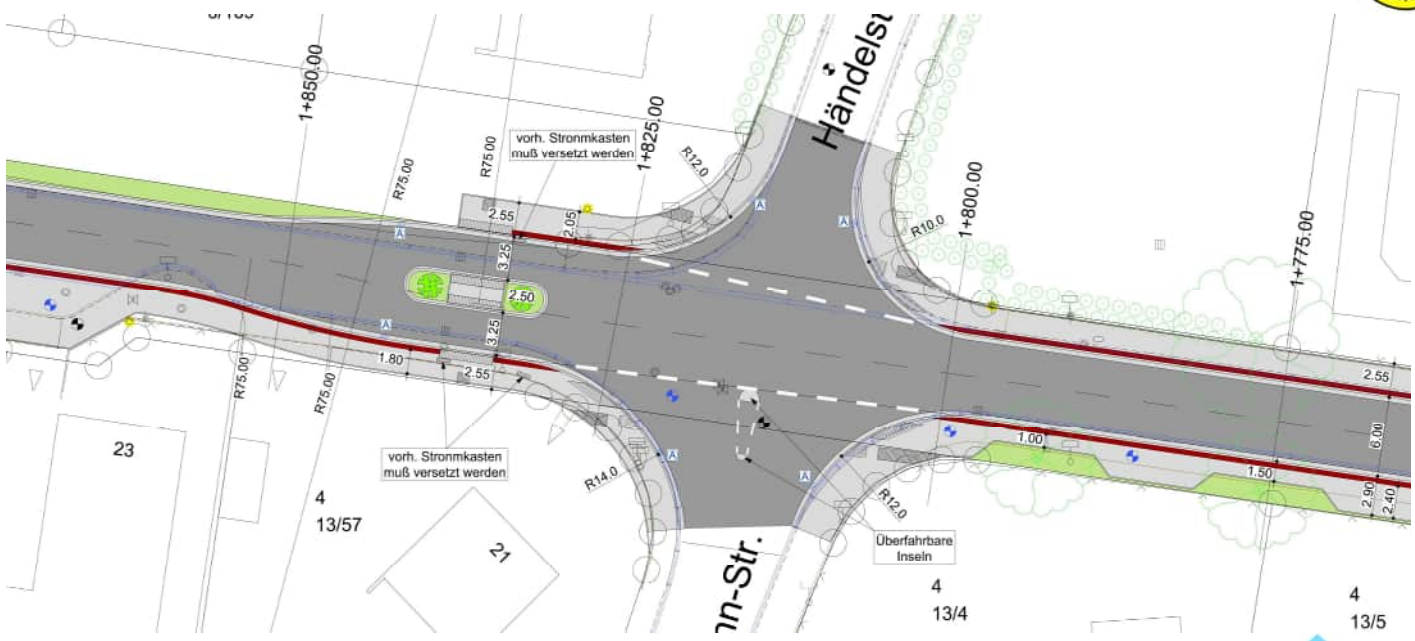 1+850.00
R75.00
R75.00
vorh. Stronmkasten
muß versetzt werden
1+825.00
R12.0
Händelst
A
A
R10.0
1+800.00
1+775.00
2.55
2.05
A
3.25
2.50
3.25
A
1.80
2.55
R75.00
R75.00
vorh. Stronmkasten
muß versetzt werden
R14.0
A
A
R12.0
Überfahrbare
Inseln
1.00
1.50
2.55
6.00
2.90
2.40
23
4
13/57
21
nn-Str.
4
13/4
4
13/5